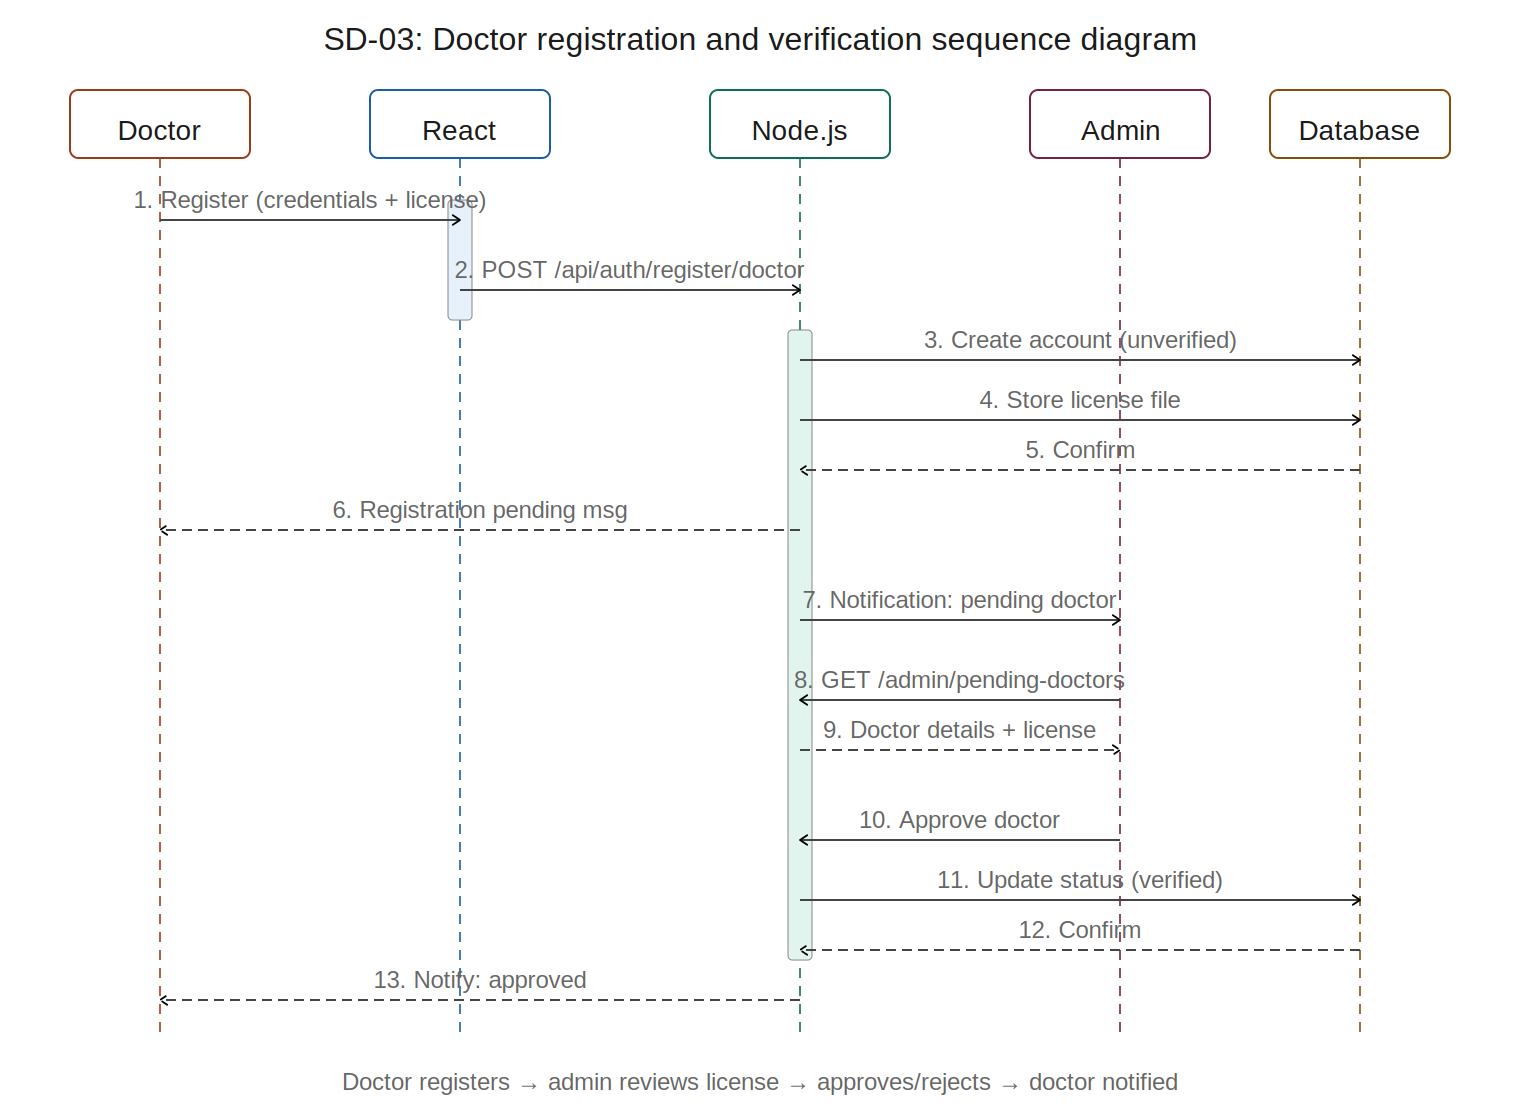 SD-03: Doctor registration and verification sequence diagram
Doctor
React
Node.js
Admin
Database
1. Register (credentials + license)
2. POST /api/auth/register/doctor
3. Create account (unverified)
4. Store license file
5. Confirm
6. Registration pending msg
7. Notification: pending doctor
8. GET /admin/pending-doctors
9. Doctor details + license
10. Approve doctor
11. Update status (verified)
12. Confirm
13. Notify: approved
Doctor registers → admin reviews license → approves/rejects → doctor notified